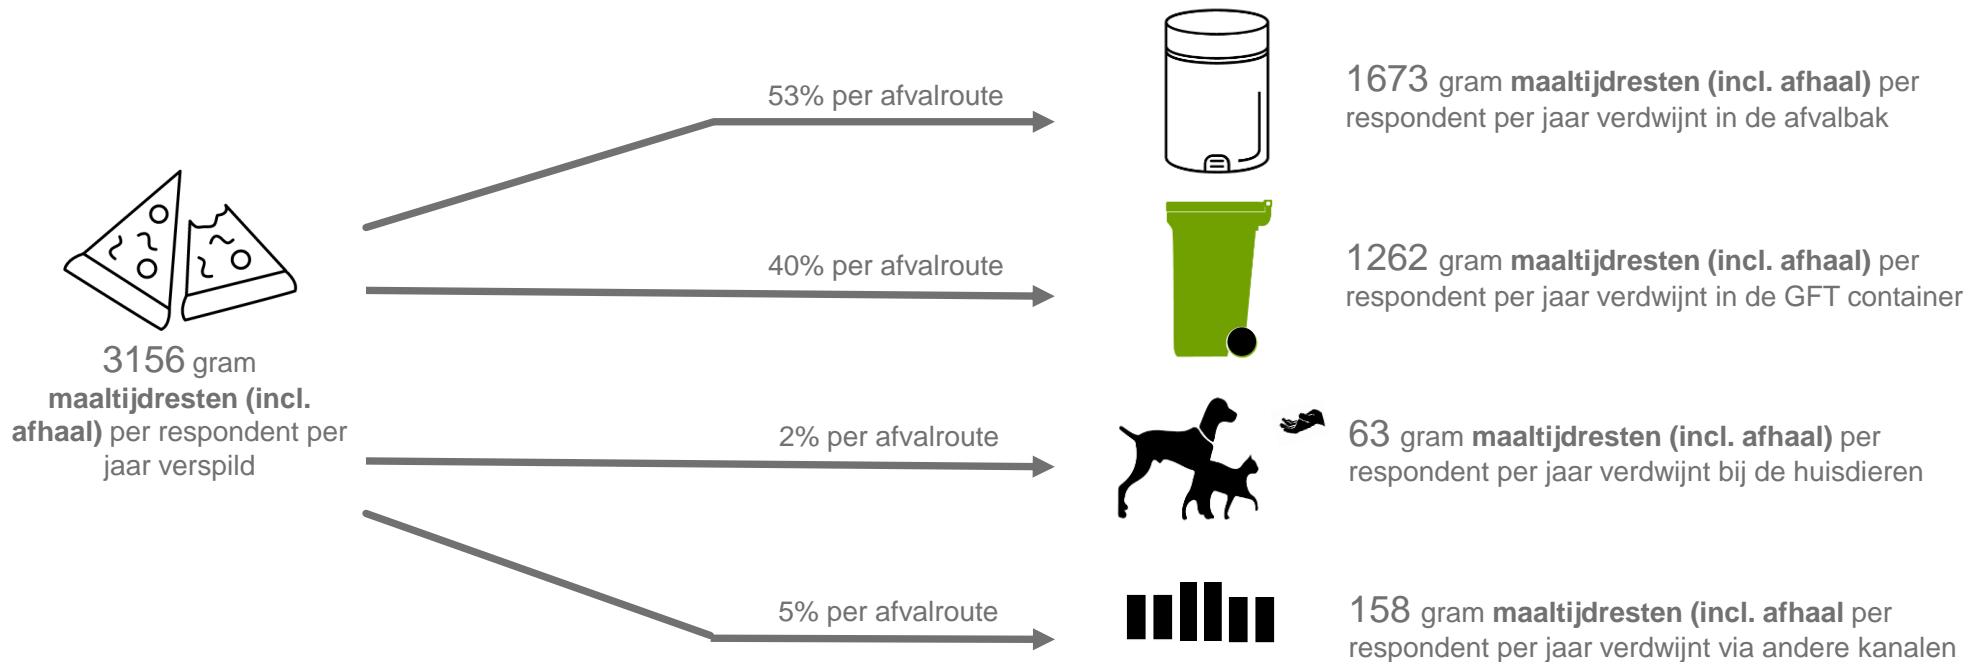 3156 gram
maaltijdresten (incl.
afhaal) per respondent per
jaar verspild
53% per afvalroute
1673 gram maaltijdresten (incl. afhaal) per
respondent per jaar verdwijnt in de afvalbak
40% per afvalroute
1262 gram maaltijdresten (incl. afhaal) per
respondent per jaar verdwijnt in de GFT container
2% per afvalroute
63 gram maaltijdresten (incl. afhaal) per
respondent per jaar verdwijnt bij de huisdieren
5% per afvalroute
158 gram maaltijdresten (incl. afhaal per
respondent per jaar verdwijnt via andere kanalen